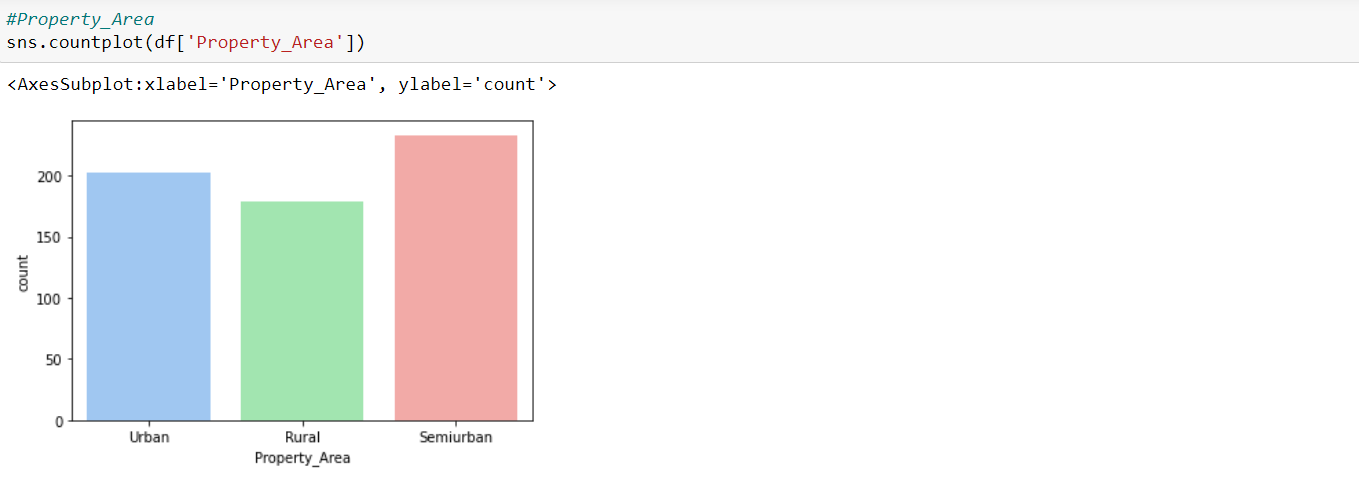 #Property_Area
sns.countplot(df['Property_Area'])
<AxesSubplot:xlabel='Property_Area', ylabel='count'>
200
150
100
50
0
count
Urban Rural Semiurban
Property_Area